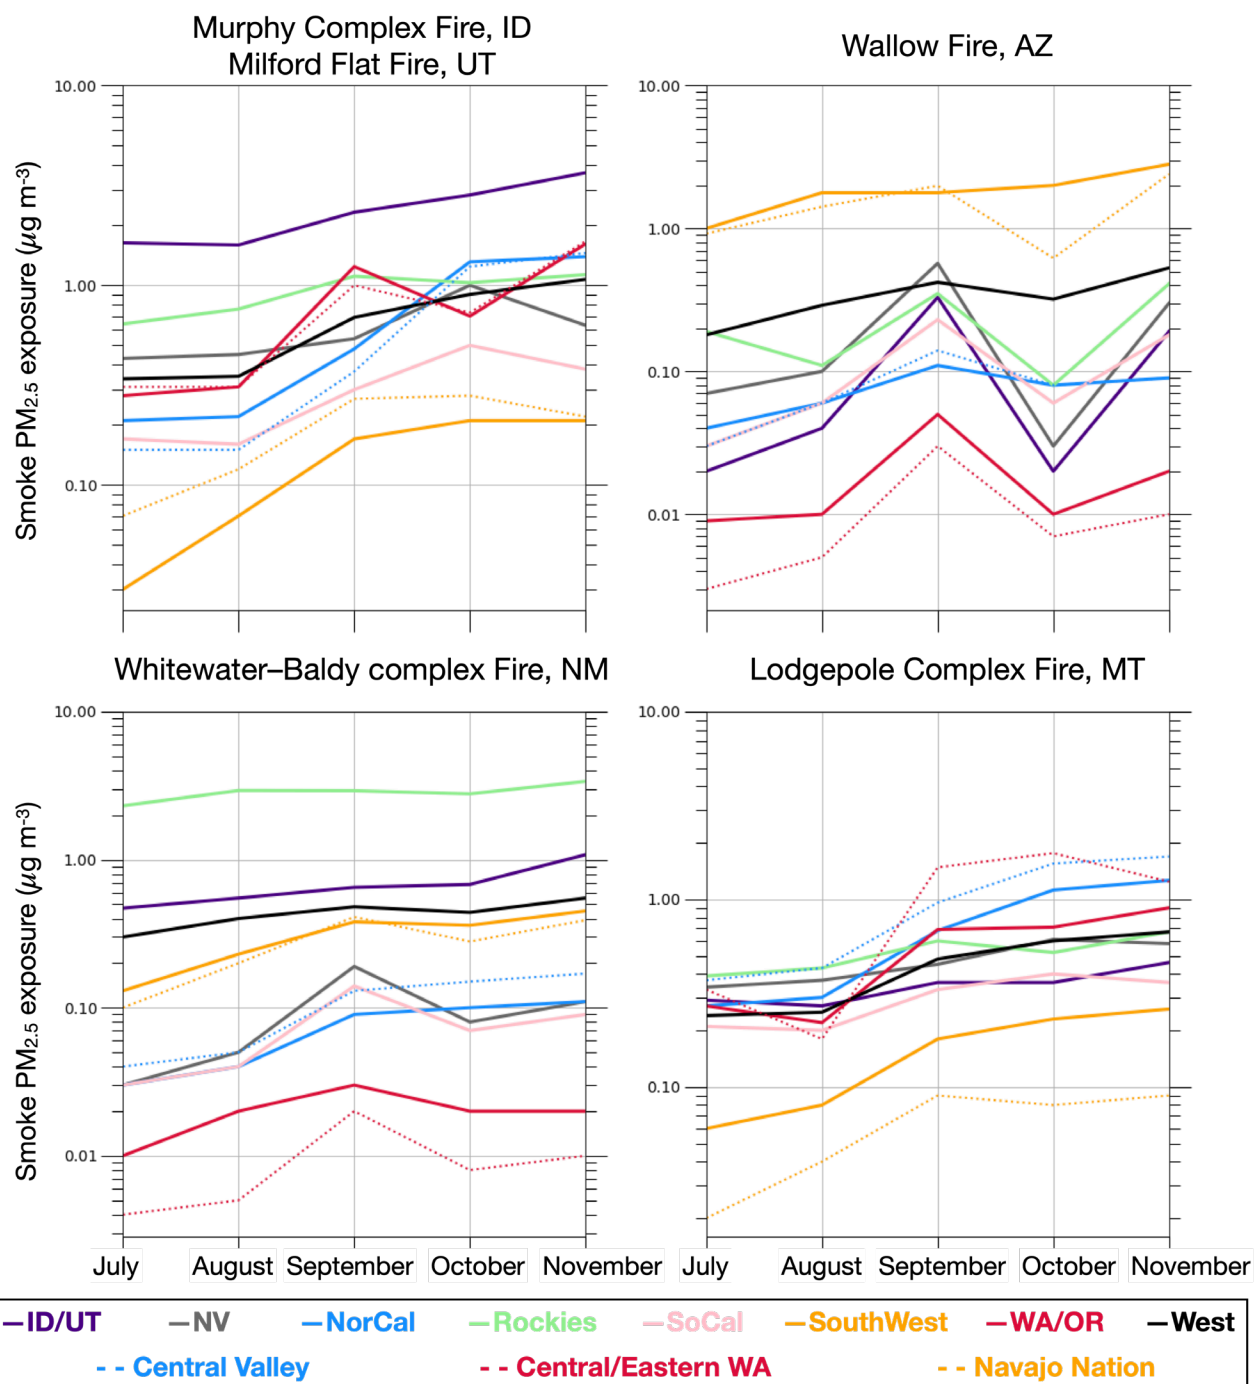 Murphy Complex Fire, ID
Milford Flat Fire, UT
Wallow Fire, AZ
Smoke PM2.5 exposure (μg m-3)
10.00
1.00
0.10
10.00
1.00
0.10
0.01
Whitewater–Baldy complex Fire, NM
Lodgepole Complex Fire, MT
Smoke PM2.5 exposure (μg m-3)
10.00
1.00
0.10
0.01
10.00
1.00
0.10
July August September October November July August September October November
ID/UT NV NorCal Rockies SoCal SouthWest WA/OR West
Central Valley Central/Eastern WA Navajo Nation